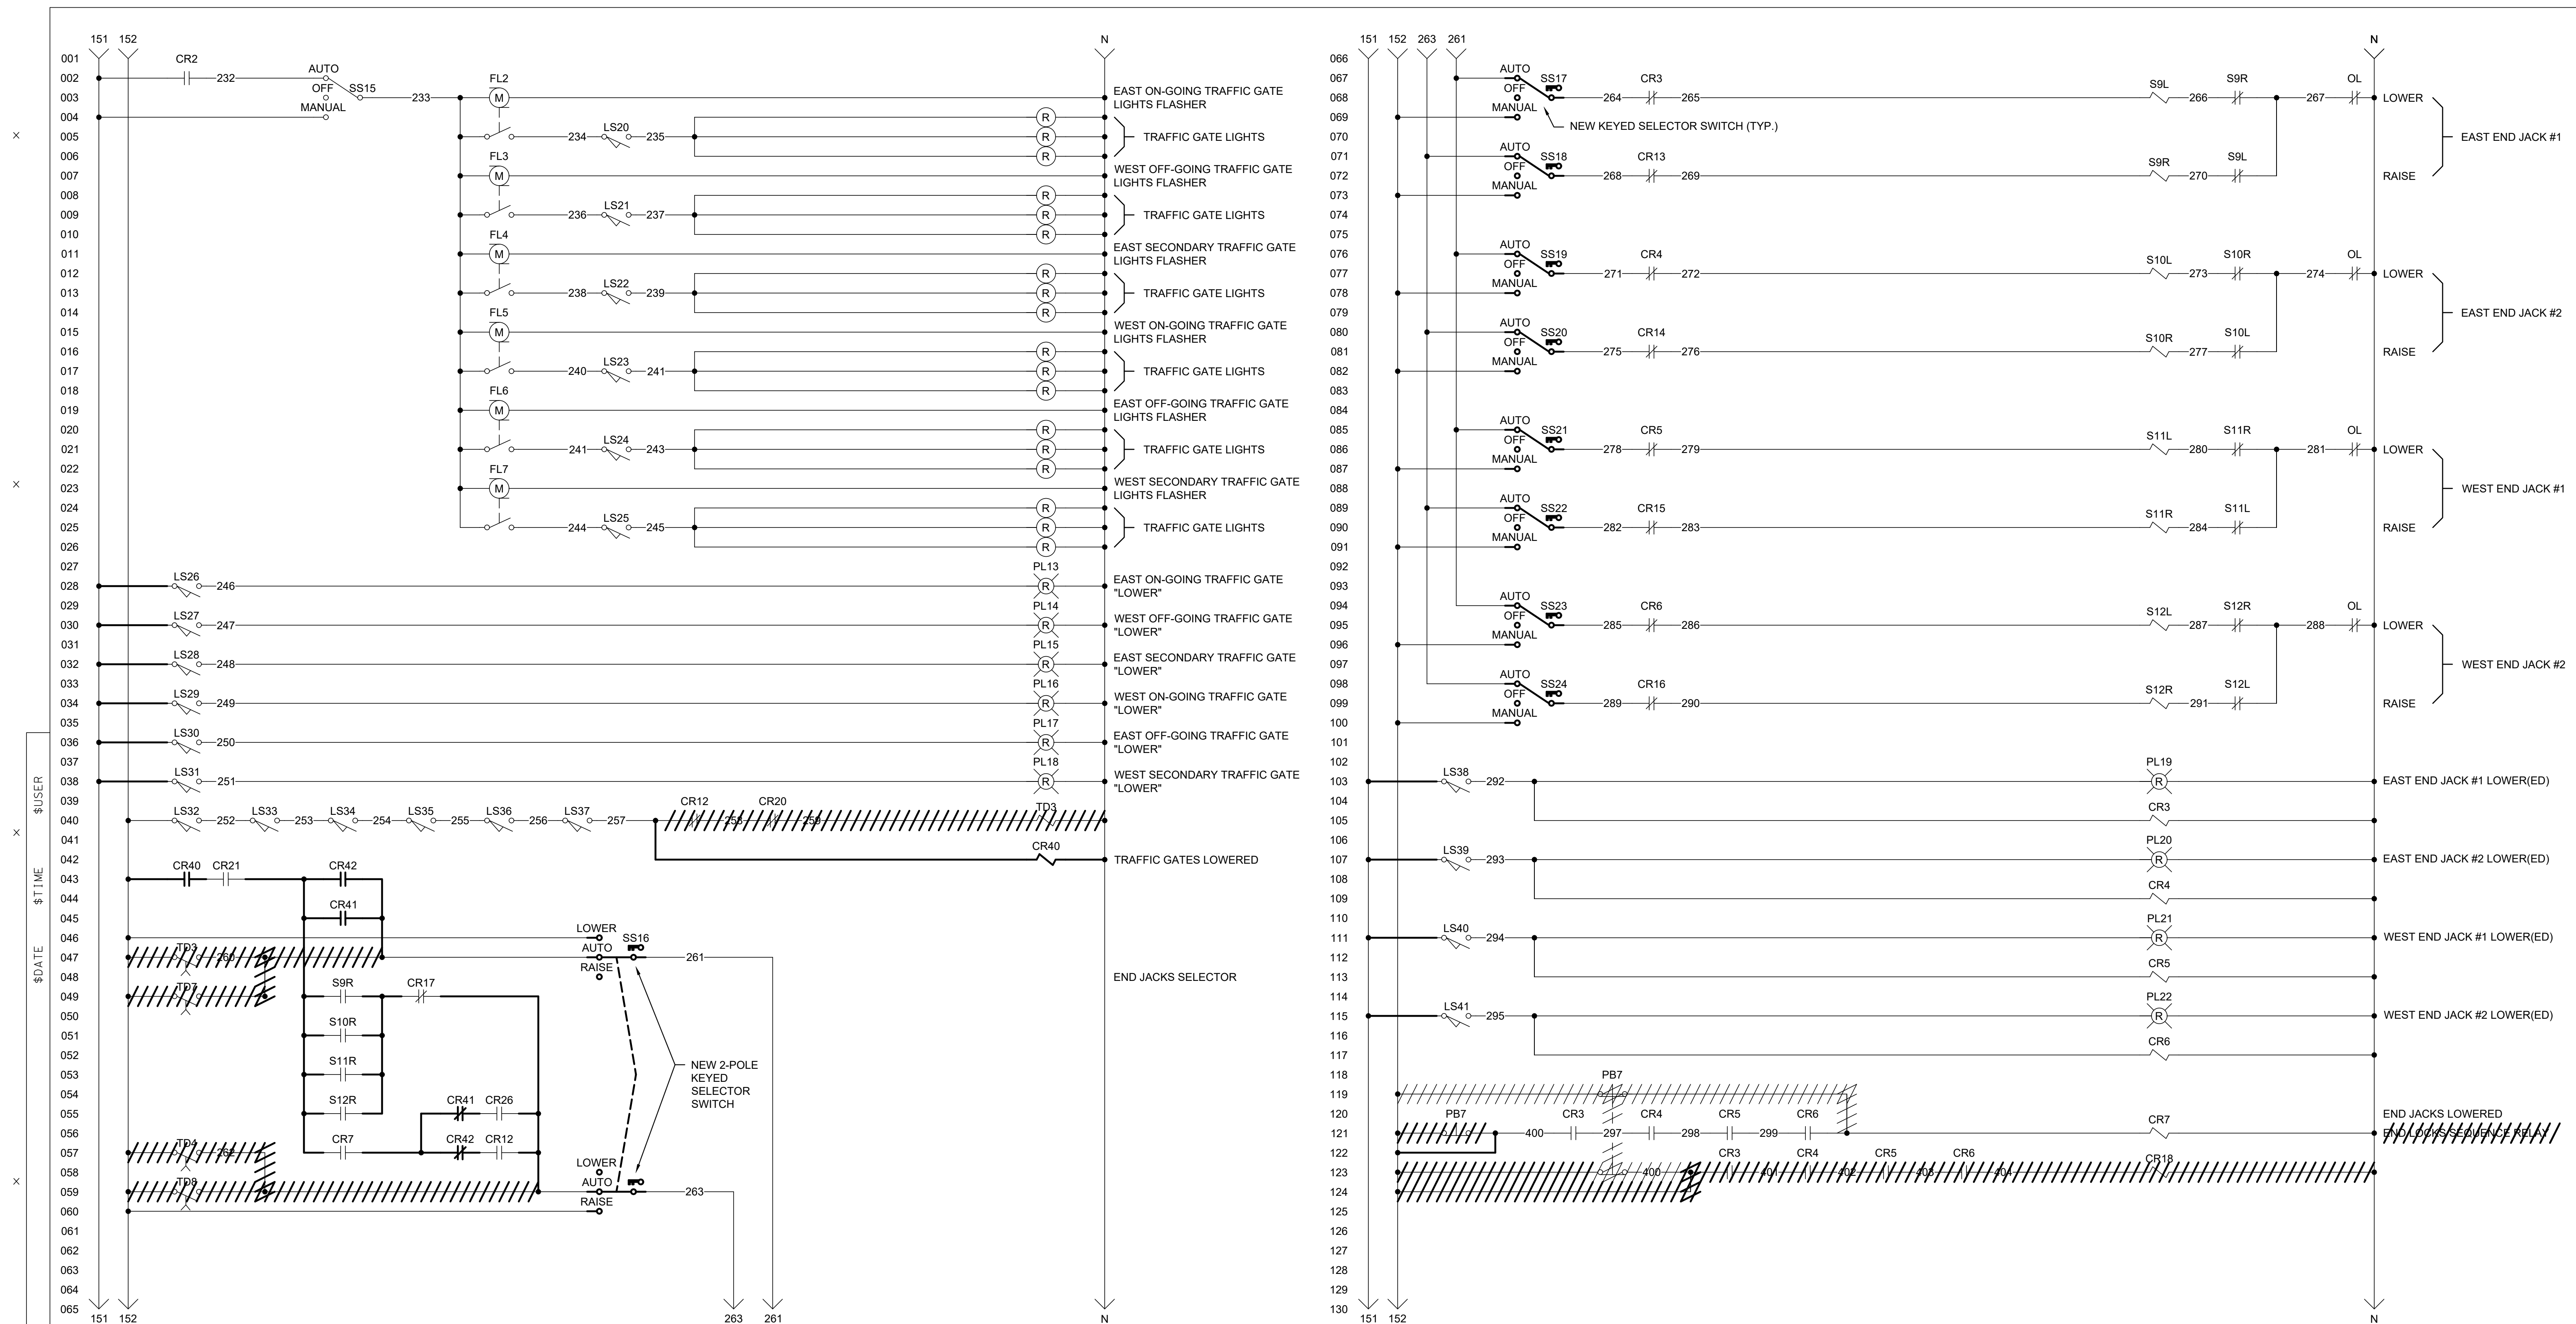 151 152 N
001
CR2
AUTO
002 232
OFF SS15 FL2
003 233 M EAST ON-GOING TRAFFIC GATE
LIGHTS FLASHER
MANUAL
004 R
LS20
005 234 235 R TRAFFIC GATE LIGHTS
006 R
FL3
007 M WEST OFF-GOING TRAFFIC GATE
LIGHTS FLASHER
008 R
LS21
009 236 237 R TRAFFIC GATE LIGHTS
010 R
FL4
011 M EAST SECONDARY TRAFFIC GATE
LIGHTS FLASHER
012 R
LS22
013 238 239 R TRAFFIC GATE LIGHTS
014 R
FL5
015 M WEST ON-GOING TRAFFIC GATE
LIGHTS FLASHER
016 R
LS23
017 240 241 R TRAFFIC GATE LIGHTS
018 R
FL6
019 M EAST OFF-GOING TRAFFIC GATE
LIGHTS FLASHER
020 R
LS24
021 241 243 R TRAFFIC GATE LIGHTS
022 R
FL7
023 M WEST SECONDARY TRAFFIC GATE
LIGHTS FLASHER
024 R
LS25
025 244 245 R TRAFFIC GATE LIGHTS
026 R
027
LS26 PL13
028 246 R EAST ON-GOING TRAFFIC GATE
"LOWER"
029
LS27 PL14
030 247 R WEST OFF-GOING TRAFFIC GATE
"LOWER"
031
LS28 PL15
032 248 R EAST SECONDARY TRAFFIC GATE
"LOWER"
033
LS29 PL16
034 249 R WEST ON-GOING TRAFFIC GATE
"LOWER"
035
LS30 PL17
036 250 R EAST OFF-GOING TRAFFIC GATE
"LOWER"
037
LS31 PL18
038 251 R WEST SECONDARY TRAFFIC GATE
"LOWER"
039
LS32 LS33 LS34 LS35 LS36 LS37 CR12 CR20 TD3
040 252 253 254 255 256 257 258 259
041
CR40
042 TRAFFIC GATES LOWERED
CR40 CR21 CR42
043
044
CR41
045
LOWER
046
TD3 AUTO SS16
047 260 261
RAISE
048 END JACKS SELECTOR
TD7 S9R CR17
049
050
S10R
051
052
S11R
053
NEW 2-POLE
KEYED
SELECTOR
SWITCH
054
S12R CR41 CR26
055
056
TD4 CR7 CR42 CR12
057 262
LOWER
058
TD8 AUTO
059 263
RAISE
060
061
062
063
064
065
151 152 263 261 N
$USER
$TIME
$DATE
151 152 263 261 N
066
AUTO
067 SS17 CR3 S9L S9R OL
OFF
068 264 265 266 267 LOWER
MANUAL
069
NEW KEYED SELECTOR SWITCH (TYP.)
070 EAST END JACK #1
AUTO
071 SS18 CR13 S9R S9L
OFF
072 268 269 270 RAISE
MANUAL
073
074
075
AUTO
076 SS19 CR4 S10L S10R OL
OFF
077 271 272 273 274 LOWER
MANUAL
078
079 EAST END JACK #2
AUTO
080 SS20 CR14 S10R S10L
OFF
081 275 276 277 RAISE
MANUAL
082
083
084
AUTO
085 SS21 CR5 S11L S11R OL
OFF
086 278 279 280 281 LOWER
MANUAL
087
088 WEST END JACK #1
AUTO
089 SS22 CR15 S11R S11L
OFF
090 282 283 284 RAISE
MANUAL
091
092
093
AUTO
094 SS23 CR6 S12L S12R OL
OFF
095 285 286 287 288 LOWER
MANUAL
096
097 WEST END JACK #2
AUTO
098 SS24 CR16 S12R S12L
OFF
099 289 290 291 RAISE
MANUAL
100
101
102
LS38 PL19
103 292 R EAST END JACK #1 LOWER(ED)
104
CR3
105
106
LS39 PL20
107 293 R EAST END JACK #2 LOWER(ED)
108
CR4
109
110
LS40 PL21
111 294 R WEST END JACK #1 LOWER(ED)
112
CR5
113
114
LS41 PL22
115 295 R WEST END JACK #2 LOWER(ED)
116
CR6
117
118
PB7
119
120 END JACKS LOWERED
PB7 CR3 CR4 CR5 CR6 CR7
121 400 297 298 299 END LOCKS SEQUENCE RELAY
122
CR3 CR4 CR5 CR6 CR18
123 400 401 402 403 404
124
125
126
127
128
129
130
151 152 N